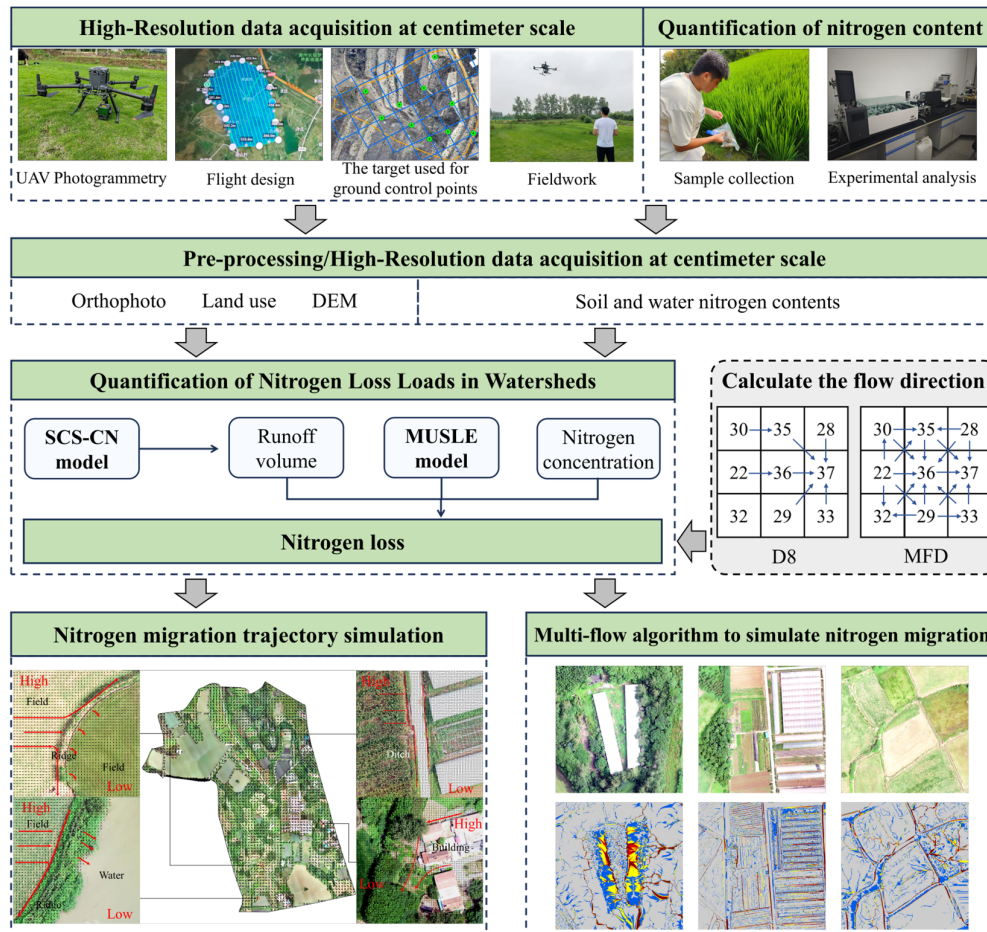 High-Resolution data acquisition at centimeter scale
Quantification of nitrogen content
UAV Photogrammetry
Flight design
The target used for
ground control points
Fieldwork
Sample collection
Experimental analysis
Pre-processing/High-Resolution data acquisition at centimeter scale
Orthophoto Land use DEM
Soil and water nitrogen contents
Quantification of Nitrogen Loss Loads in Watersheds
SCS-CN
model
Runoff
volume
MUSLE
model
Nitrogen
concentration
Nitrogen loss
Calculate the flow direction
30 35 28
22 36 37
32 29 33
D8
30 35 28
22 36 37
32 29 33
MFD
Nitrogen migration trajectory simulation
High
Field
Ridge
Field
Low
High
Field
Water
Ridge
Low
High
Ditch
Low
High
Building
Low
Multi-flow algorithm to simulate nitrogen migration